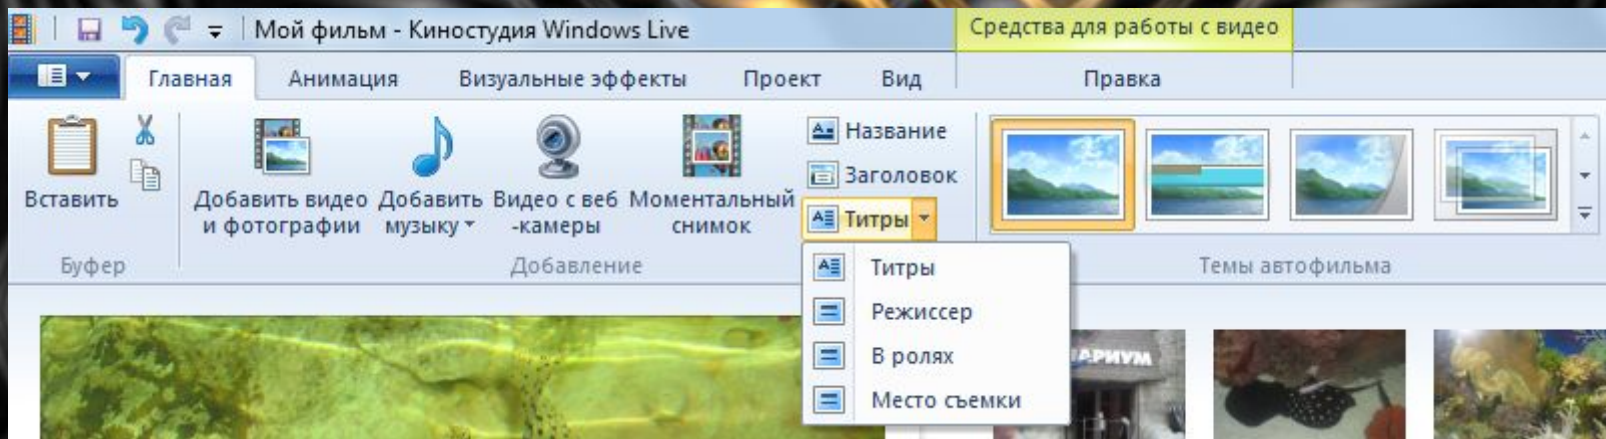 Мой фильм - Киностудия Windows Live
Средства для работы с видео
Главная Анимация Визуальные эффекты Проект Вид Правка
Вставить
Добавить видео и фотографии
Добавить музыку
Видео с веб -камеры
Моментальный снимок
Название
Заголовок
Титры
Буфер
Добавление
Темы автофильма
Титры
Режиссер
В ролях
Место съемки
АРИУМ